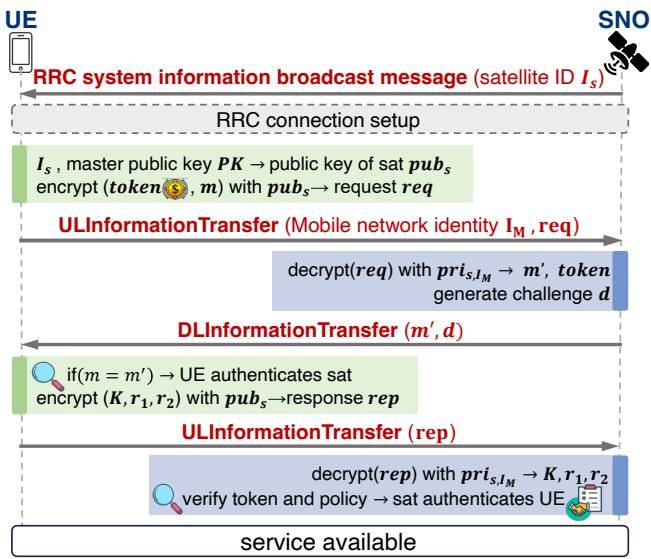 UE
SNO
RRC system information broadcast message (satellite ID I_s)
RRC connection setup
I_s , master public key PK → public key of sat pub_s
encrypt (token , m) with pub_s → request req
ULInformationTransfer (Mobile network identity I_M , req)
decrypt(req) with pri_{s,I_M} → m', token
generate challenge d
DLInformationTransfer (m', d)
if(m = m') → UE authenticates sat
encrypt (K, r_1, r_2) with pub_s→response rep
ULInformationTransfer (rep)
decrypt(rep) with pri_{s,I_M} → K, r_1, r_2
verify token and policy → sat authenticates UE
service available